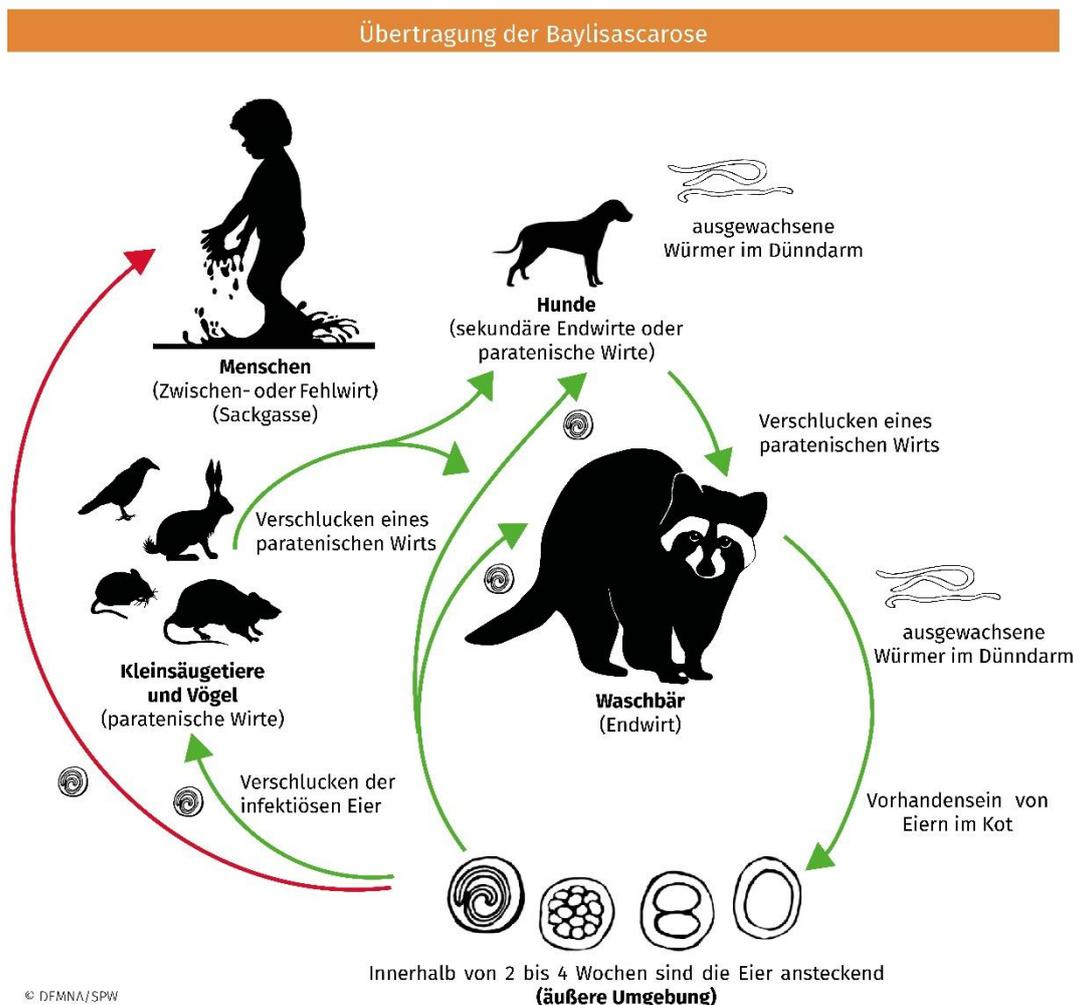 Übertragung der Baylisascarose
ausgewachsene
Würmer im Dünndarm
Hunde
(sekundäre Endwirte oder
paratenische Wirte)
Menschen
(Zwischen- oder Fehlwirt)
(Sackgasse)
Verschlucken eines
paratenischen Wirts
Verschlucken eines
paratenischen Wirts
ausgewachsene
Würmer im Dünndarm
Kleinsäugetiere
und Vögel
(paratenische Wirte)
Waschbär
(Endwirt)
Verschlucken der
infektiösen Eier
Vorhandensein von
Eiern im Kot
Innerhalb von 2 bis 4 Wochen sind die Eier ansteckend
(äußere Umgebung)
© DEMNA/SPW